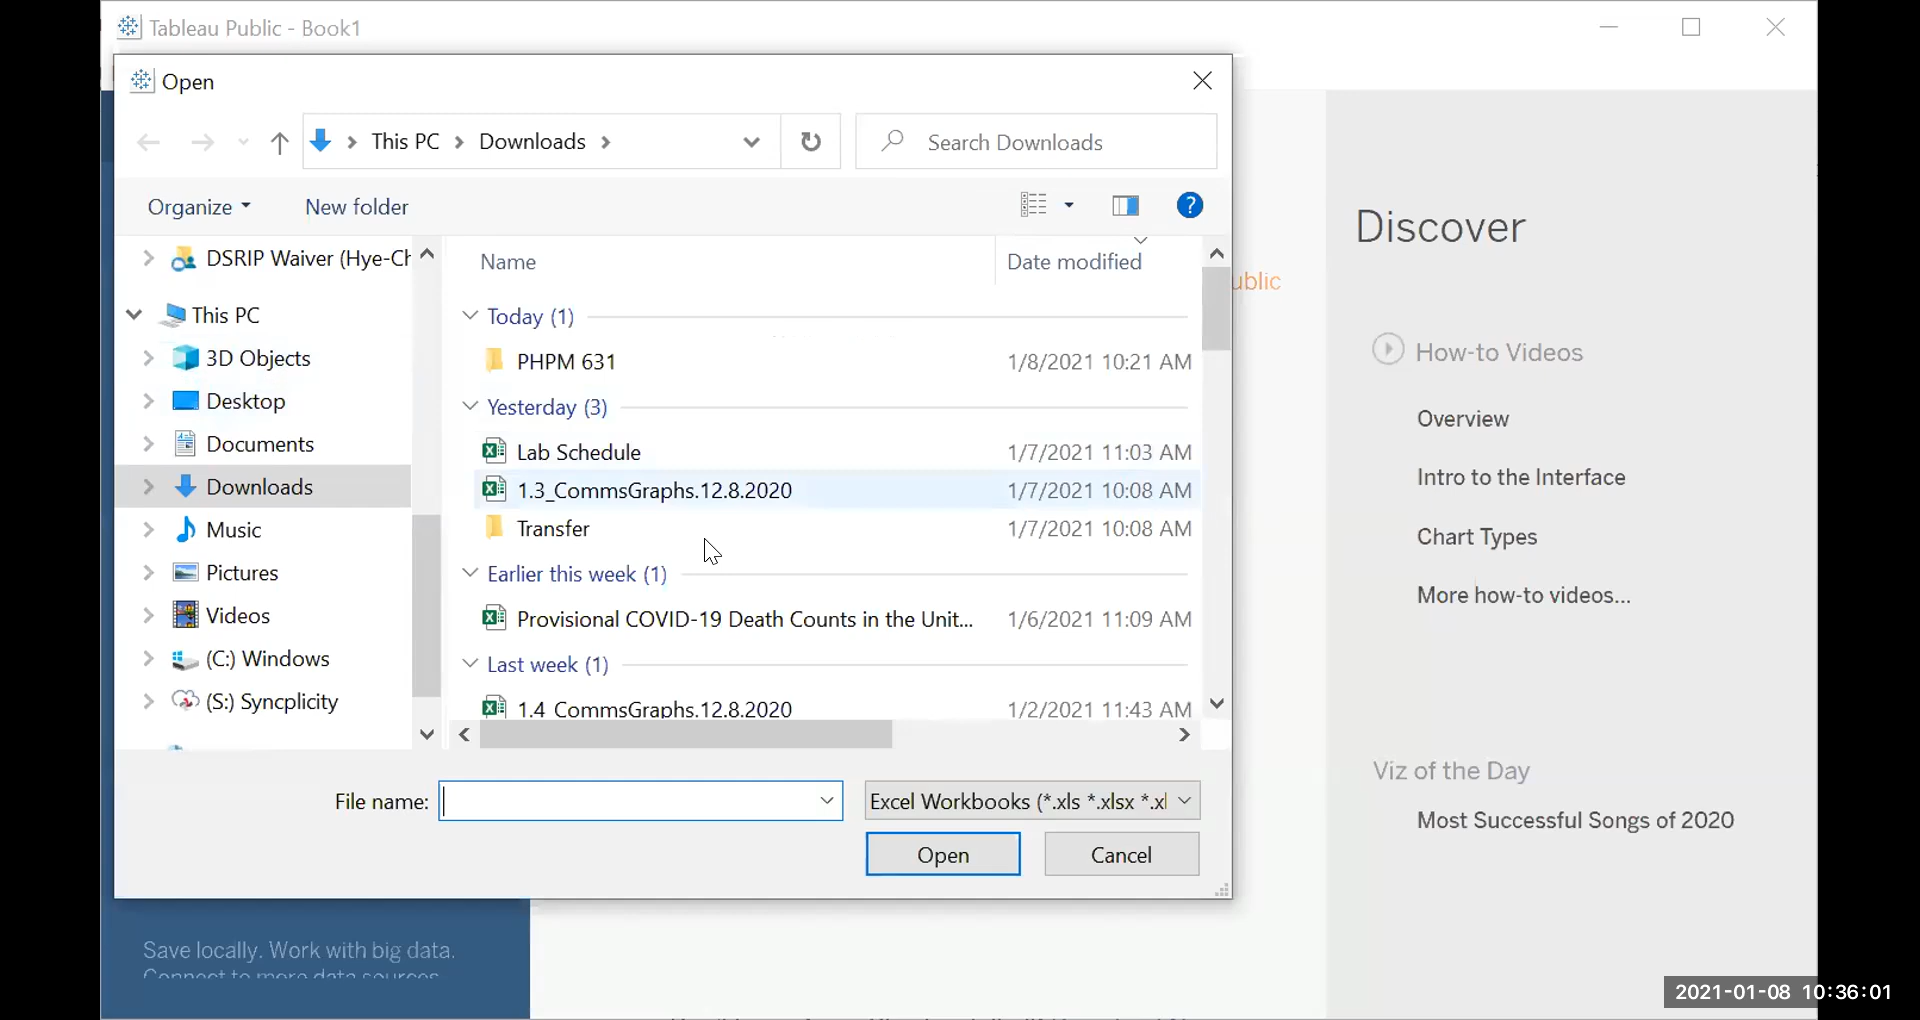 Tableau Public - Book1
Open
This PC > Downloads >
Search Downloads
Organize
New folder
?
DSRIP Waiver (Hye-Ch
This PC
3D Objects
Desktop
Documents
Downloads
Music
Pictures
Videos
(C:) Windows
(S:) Syncplicity
Name
Date modified
Today (1)
PHPM 631 1/8/2021 10:21 AM
Yesterday (3)
Lab Schedule 1/7/2021 11:03 AM
1.3_CommsGraphs.12.8.2020 1/7/2021 10:08 AM
Transfer 1/7/2021 10:08 AM
Earlier this week (1)
Provisional COVID-19 Death Counts in the Unit... 1/6/2021 11:09 AM
Last week (1)
1.4_CommsGraphs.12.8.2020 1/2/2021 11:43 AM
File name:
Excel Workbooks (*.xls *.xlsx *.xl
Open
Cancel
Save locally. Work with big data.
Connect to more data sources.
ublic
Discover
How-to Videos
Overview
Intro to the Interface
Chart Types
More how-to videos...
Viz of the Day
Most Successful Songs of 2020
2021-01-08 10:36:01